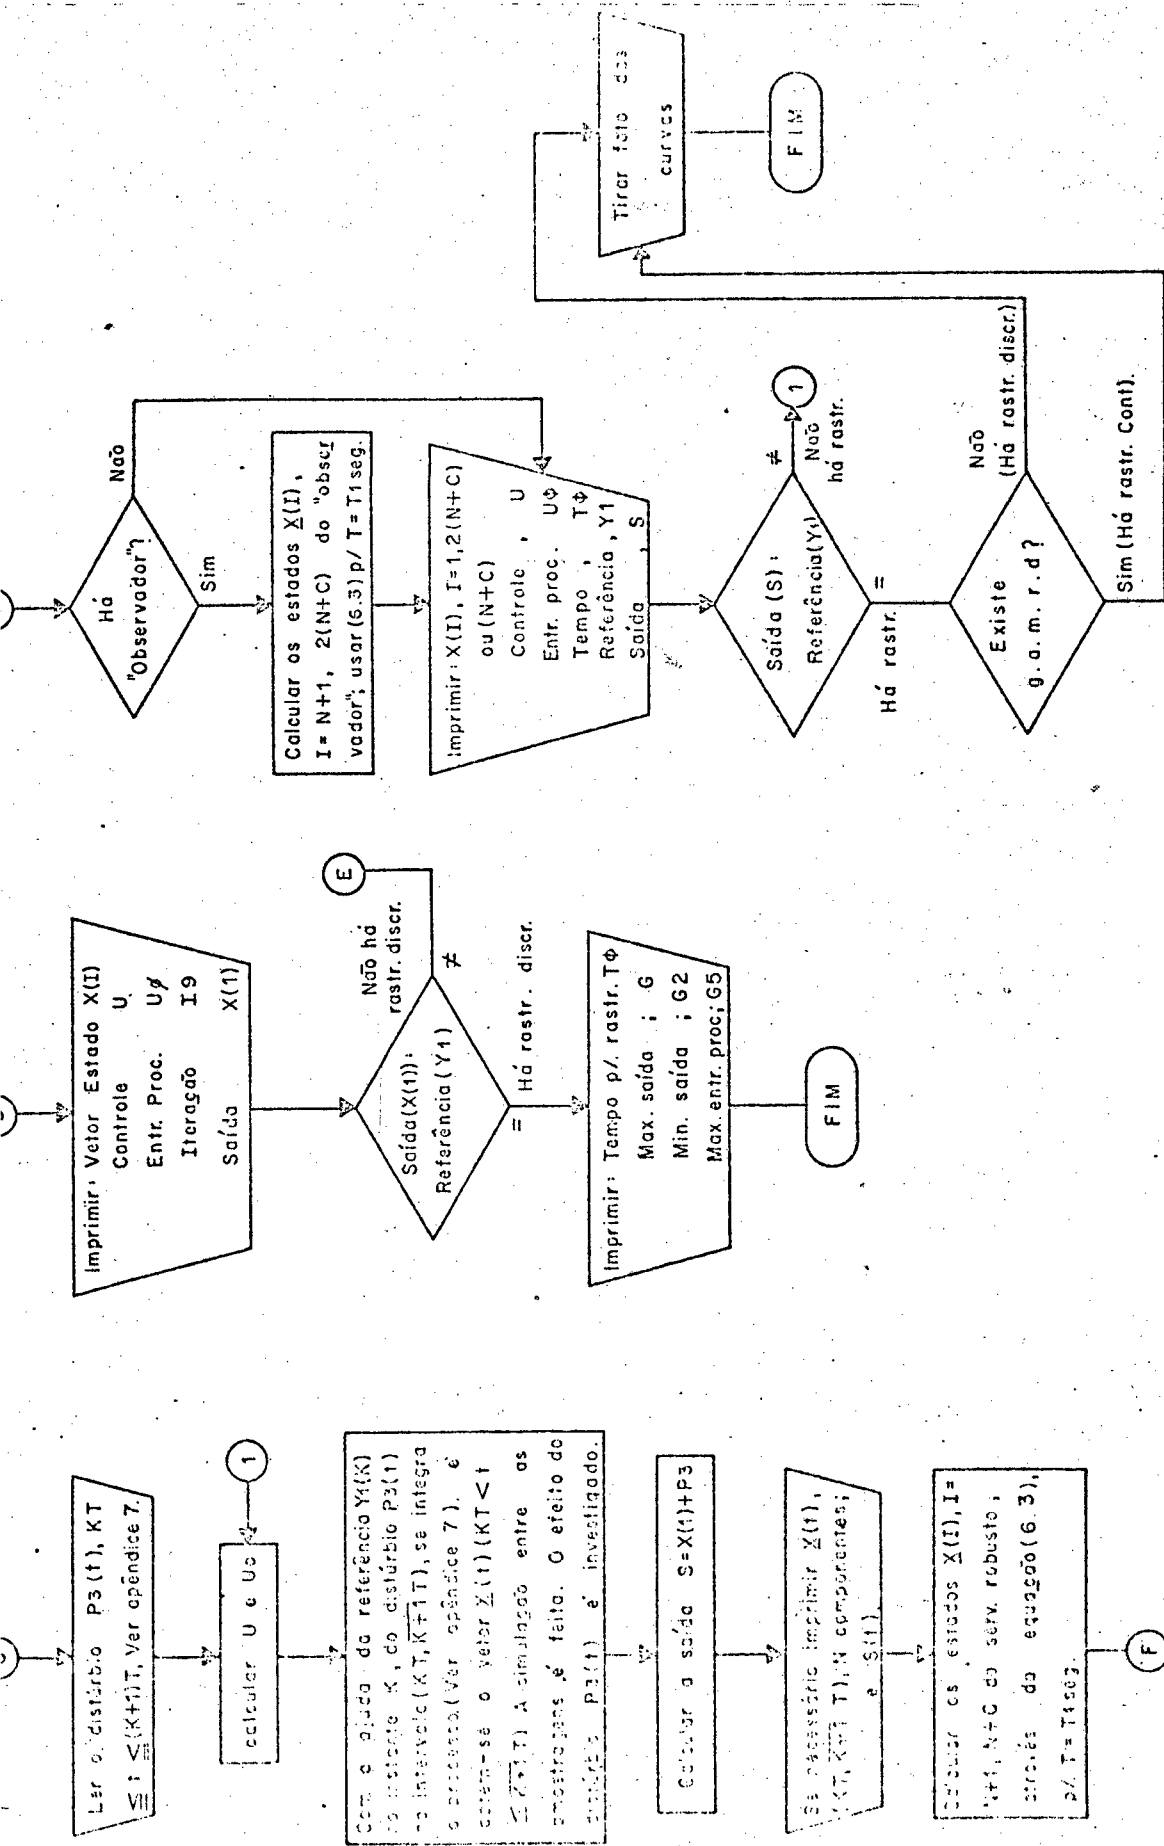 Ler o distúrbio P3(t), KT
≤ t <(K+1)T, Ver apêndice 7.
calcular U e Uo
1
Com a ajuda da referência Y1(K)
no instante K, do distúrbio P3(t)
no intervalo (KT, K+1T), se integra
o processo (Ver apêndice 7). é
obtem-se o vetor X(t) (KT < t
≤ K+1T) A simulação entre as
amostragens é feita. O efeito do
distúrbio P3(t) é investigado.
Calcular a saída S=X(1)+P3
Se necessário imprimir X(t),
(KT, K+1 T), N componentes;
e S(t).
Calcular os estados X(I), I=
N+1, N+C do serv. robusto,
através da equação (6.3),
p/. T=T1 seg.
F
Imprimir: Vetor Estado X(I)
Controle U
Entr. Proc. UØ
Iteração I9
Saída X(1)
Saída (X(1)):
Referência (Y1)
Não há
rastr. discr.
≠
E
=
Há rastr. discr.
Imprimir: Tempo p/. rastr. TΦ
Max. saída ; G
Min. saída ; G2
Max. entr. proc; G5
FIM
Há
"Observador"?
Não
Sim
Calcular os estados X(I),
I = N+1, 2(N+C) do "obser
vador"; usar (6.3) p/ T = T1 seg.
Imprimir: X(I), I=1,2(N+C)
ou (N+C)
Controle , U
Entr. proc. UΦ
Tempo , TΦ
Referência, Y1
Saída , S
Saída (S):
Referência (Y1)
≠
Não
há rastr.
1
=
Há rastr.
Existe
g.a.m.r.d?
Não
(Há rastr. discr.)
Sim (Há rastr. Cont).
Tirar foto das
curvas
FIM